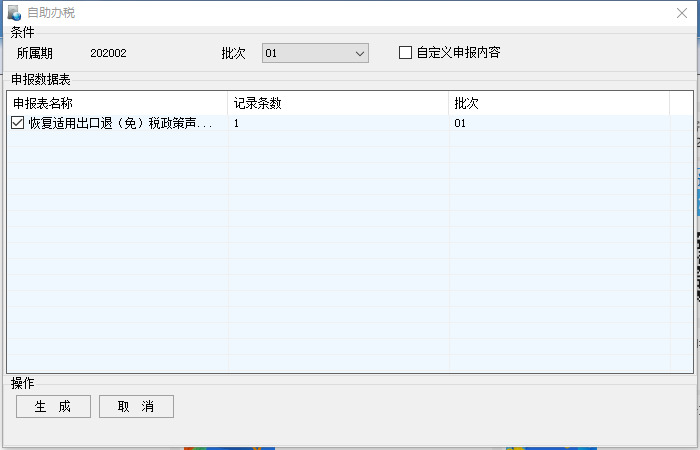 自助办税
条件
所属期 202002 批次 01 自定义申报内容
申报数据表
申报表名称 记录条数 批次
恢复适用出口退（免）税政策声... 1 01
操作
生 成 取 消